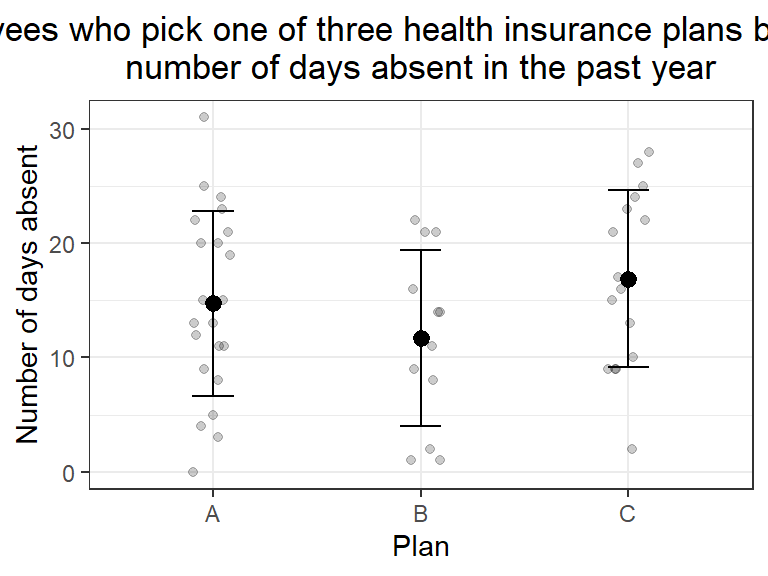 who pick one of three health insurance plans
number of days absent in the past year
Number of days absent
30
20
10
0
A B C
Plan